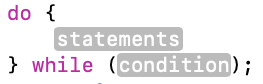 do {
statements
} while (condition);